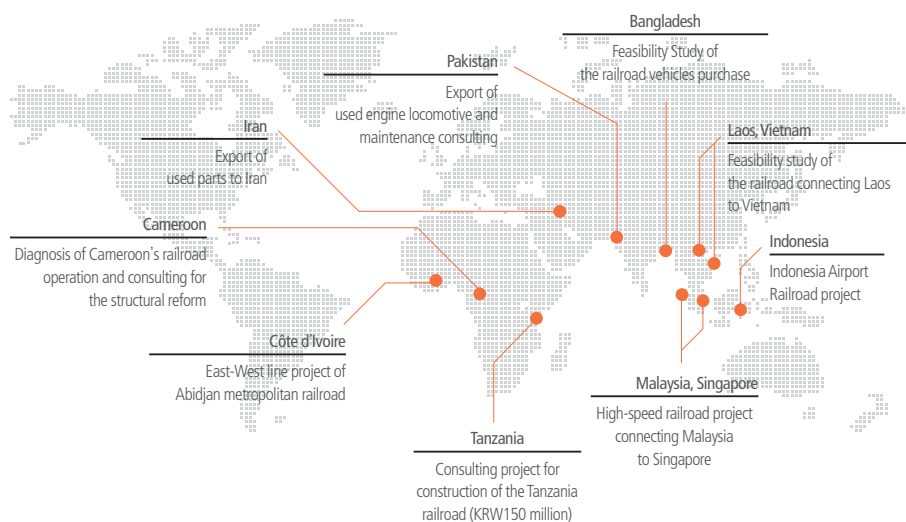 Bangladesh
Feasibility Study of
the railroad vehicles purchase
Pakistan
Export of
used engine locomotive and
maintenance consulting
Iran
Export of
used parts to Iran
Laos, Vietnam
Feasibility study of
the railroad connecting Laos
to Vietnam
Cameroon
Diagnosis of Cameroon's railroad
operation and consulting for
the structural reform
Indonesia
Indonesia Airport
Railroad project
Côte d'Ivoire
East-West line project of
Abidjan metropolitan railroad
Malaysia, Singapore
High-speed railroad project
connecting Malaysia
to Singapore
Tanzania
Consulting project for
construction of the Tanzania
railroad (KRW150 million)